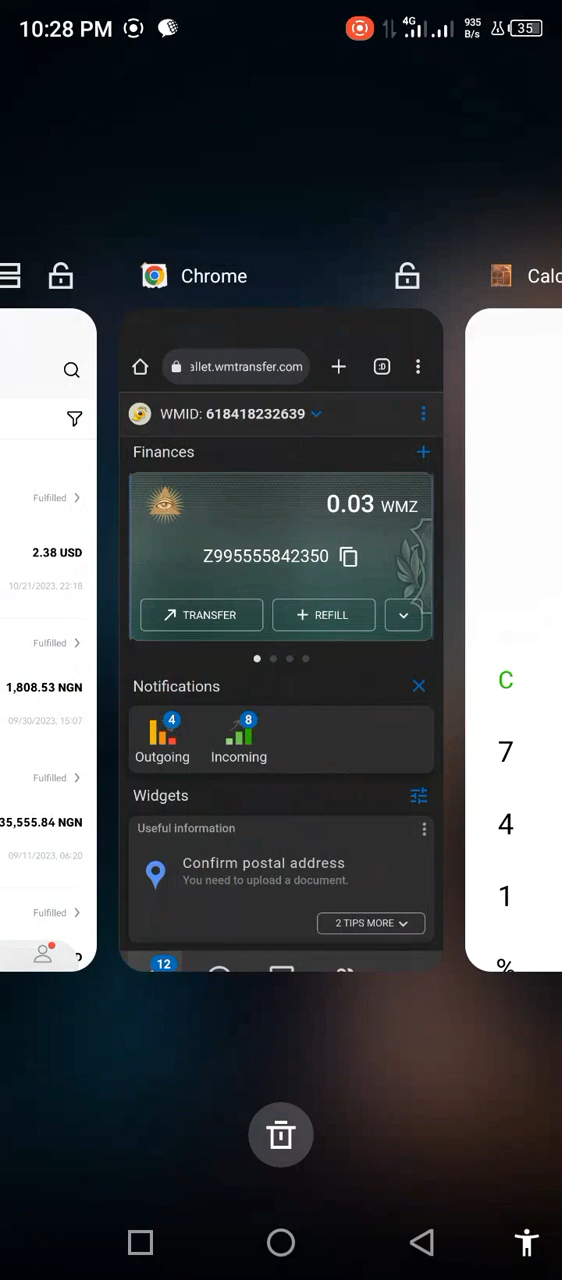 10:28 PM
4G
935 B/s
35
Chrome
Calc
allet.wmtransfer.com
:D
WMID: 618418232639
Finances
0.03 WMZ
Z995555842350
TRANSFER
REFILL
Notifications
4
8
Outgoing
Incoming
Widgets
Useful information
Confirm postal address
You need to upload a document.
2 TIPS MORE
12
Fulfilled
2.38 USD
10/21/2023, 22:18
Fulfilled
1,808.53 NGN
09/30/2023, 15:07
Fulfilled
35,555.84 NGN
09/11/2023, 06:20
Fulfilled
C
7
4
1
%